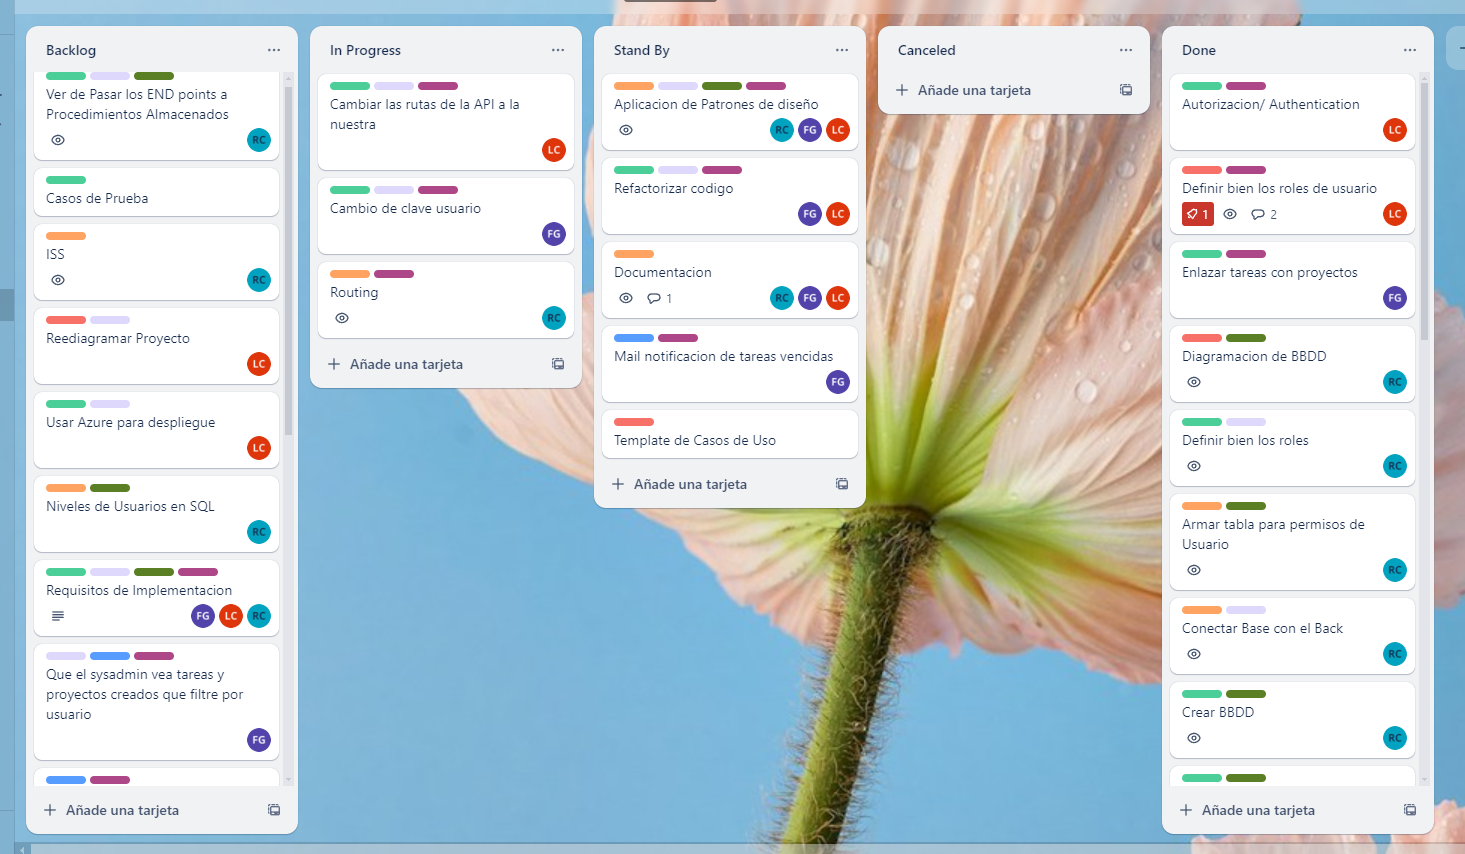 Backlog
Ver de Pasar los END points a
Procedimientos Almacenados
RC
Casos de Prueba
ISS
RC
Reediagramar Proyecto
LC
Usar Azure para despliegue
LC
Niveles de Usuarios en SQL
RC
Requisitos de Implementacion
FG LC RC
Que el sysadmin vea tareas y
proyectos creados que filtre por
usuario
FG
Añade una tarjeta
In Progress
Cambiar las rutas de la API a la
nuestra
LC
Cambio de clave usuario
FG
Routing
RC
Añade una tarjeta
Stand By
Aplicacion de Patrones de diseño
RC FG LC
Refactorizar codigo
FG LC
Documentacion
1 RC FG LC
Mail notificacion de tareas vencidas
FG
Template de Casos de Uso
Añade una tarjeta
Canceled
Añade una tarjeta
Done
Autorizacion/ Authentication
LC
Definir bien los roles de usuario
1 2 LC
Enlazar tareas con proyectos
FG
Diagramacion de BBDD
RC
Definir bien los roles
RC
Armar tabla para permisos de
Usuario
RC
Conectar Base con el Back
RC
Crear BBDD
RC
Añade una tarjeta